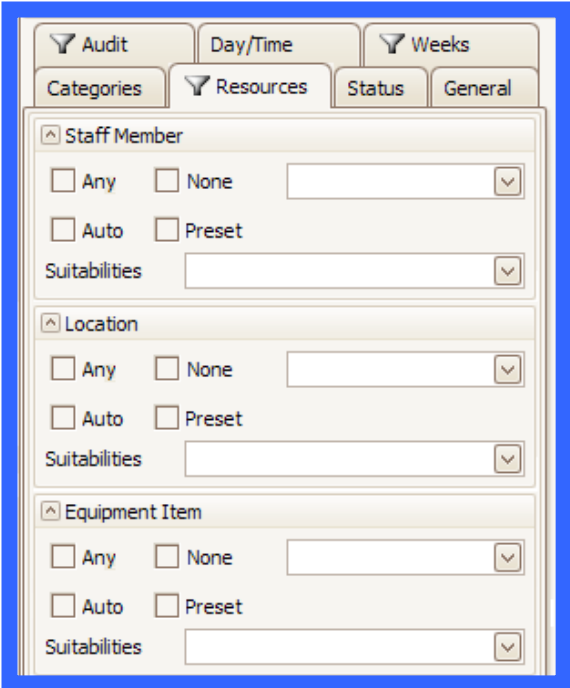 Audit Day/Time Weeks
Categories Resources Status General
Staff Member
Any None
Auto Preset
Suitabilities
Location
Any None
Auto Preset
Suitabilities
Equipment Item
Any None
Auto Preset
Suitabilities